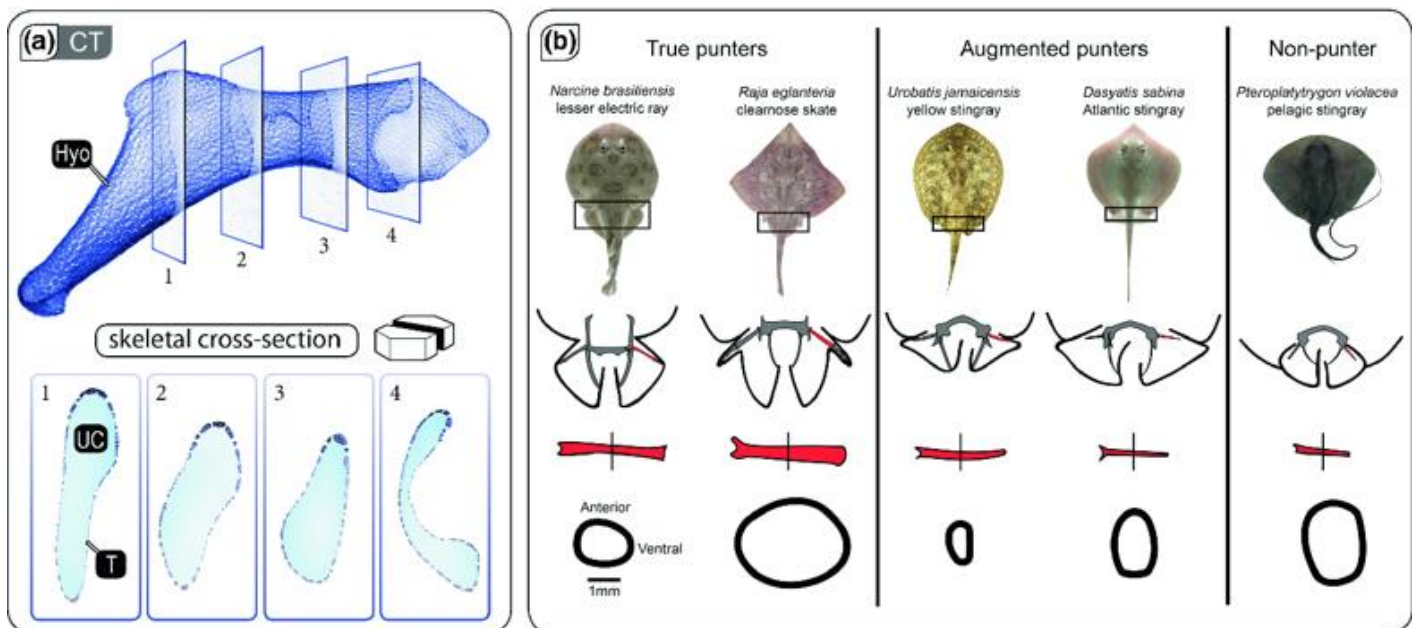 (a) CT
Hyo
1
2
3
4
skeletal cross-section
1
2
3
4
UC
T
(b)
True punters
Augmented punters
Non-punter
Narcine brasiliensis
lesser electric ray
Raja eglanteria
clearnose skate
Urobatis jamaicensis
yellow stingray
Dasyatis sabina
Atlantic stingray
Pteroplatytrygon violacea
pelagic stingray
Anterior
Ventral
1mm